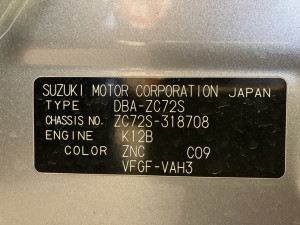 SUZUKI MOTOR CORPORATION JAPAN
TYPE DBA-ZC72S
CHASSIS NO. ZC72S-318708
ENGINE K12B
COLOR ZNC C09
VFGF-VAH3